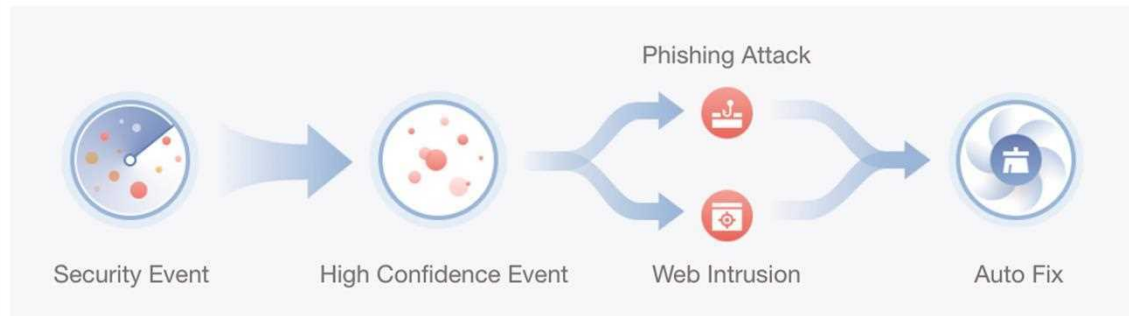 Phishing Attack
Security Event
High Confidence Event
Web Intrusion
Auto Fix